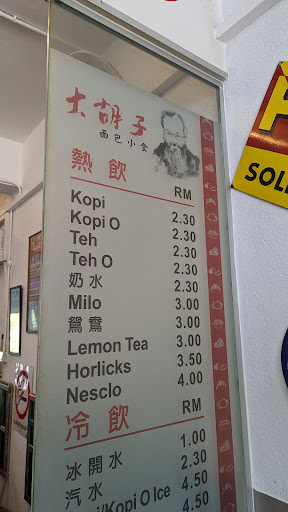 大胡子
面包小食
熱飲 RM
Kopi 2.30
Kopi O 2.30
Teh 2.30
Teh O 2.30
奶水 2.30
Milo 3.00
鴛鴦 3.00
Lemon Tea 3.00
Horlicks 3.50
Nesclo 4.00
冷飲 RM
冰開水 1.00
汽水 2.30
/Kopi O Ice 4.50
4.50